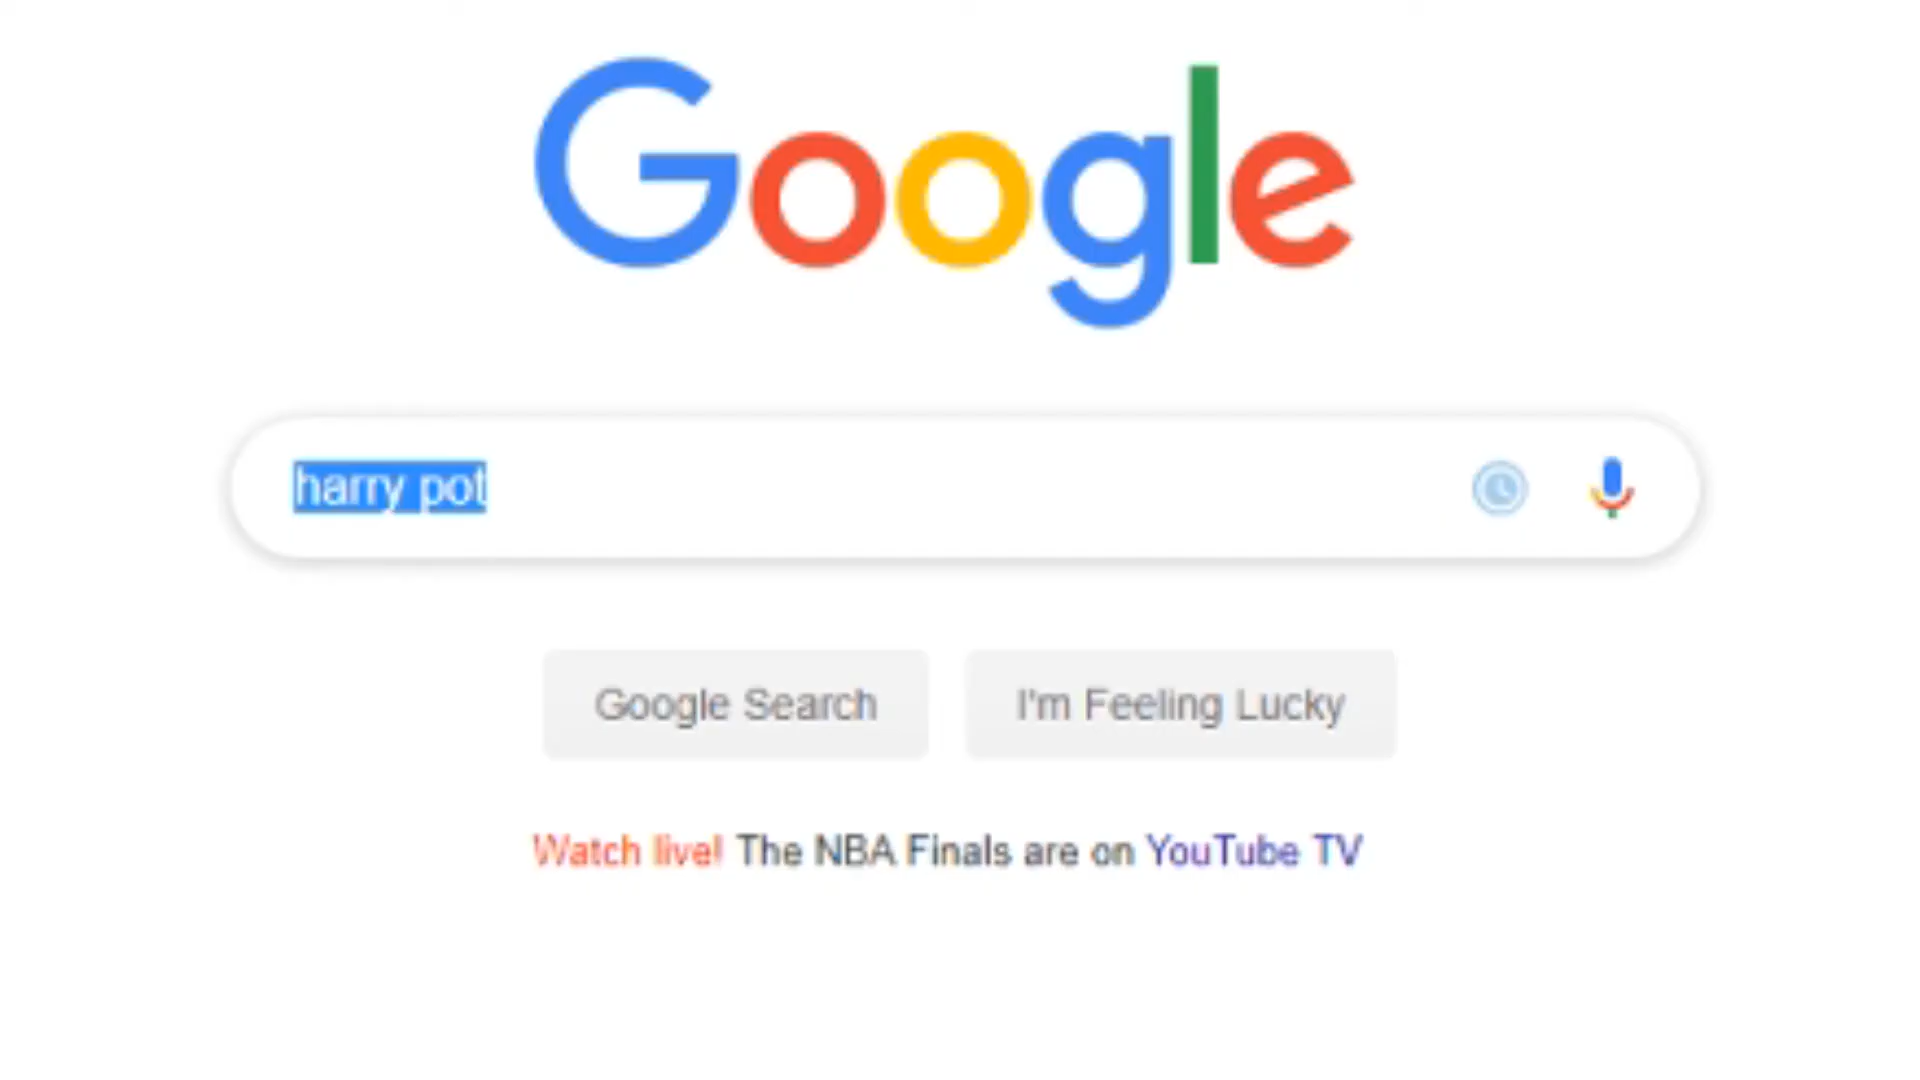 Google
harry pot
Google Search
I'm Feeling Lucky
Watch live! The NBA Finals are on YouTube TV